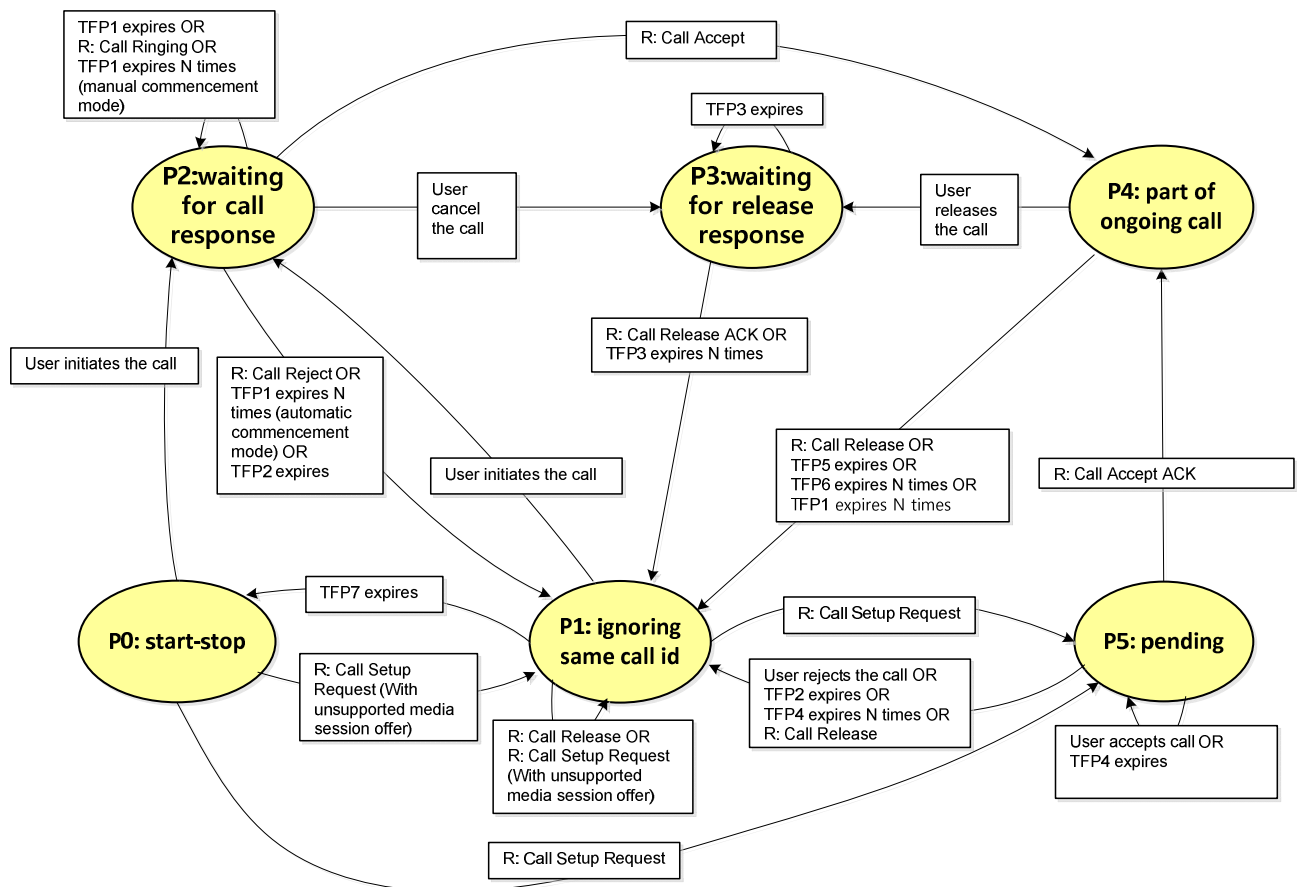 TFP1 expires OR
R: Call Ringing OR
TFP1 expires N times
(manual commencement
mode)
R: Call Accept
TFP3 expires
P2:waiting
for call
response
User
cancel
the call
P3:waiting
for release
response
User
releases
the call
P4: part of
ongoing call
User initiates the call
R: Call Reject OR
TFP1 expires N
times (automatic
commencement
mode) OR
TFP2 expires
R: Call Release ACK OR
TFP3 expires N times
User initiates the call
R: Call Release OR
TFP5 expires OR
TFP6 expires N times OR
TFP1 expires N times
R: Call Accept ACK
P0: start-stop
TFP7 expires
P1: ignoring
same call id
R: Call Setup Request
P5: pending
R: Call Setup
Request (With
unsupported media
session offer)
User rejects the call OR
TFP2 expires OR
TFP4 expires N times OR
R: Call Release
R: Call Release OR
R: Call Setup Request
(With unsupported
media session offer)
User accepts call OR
TFP4 expires
R: Call Setup Request